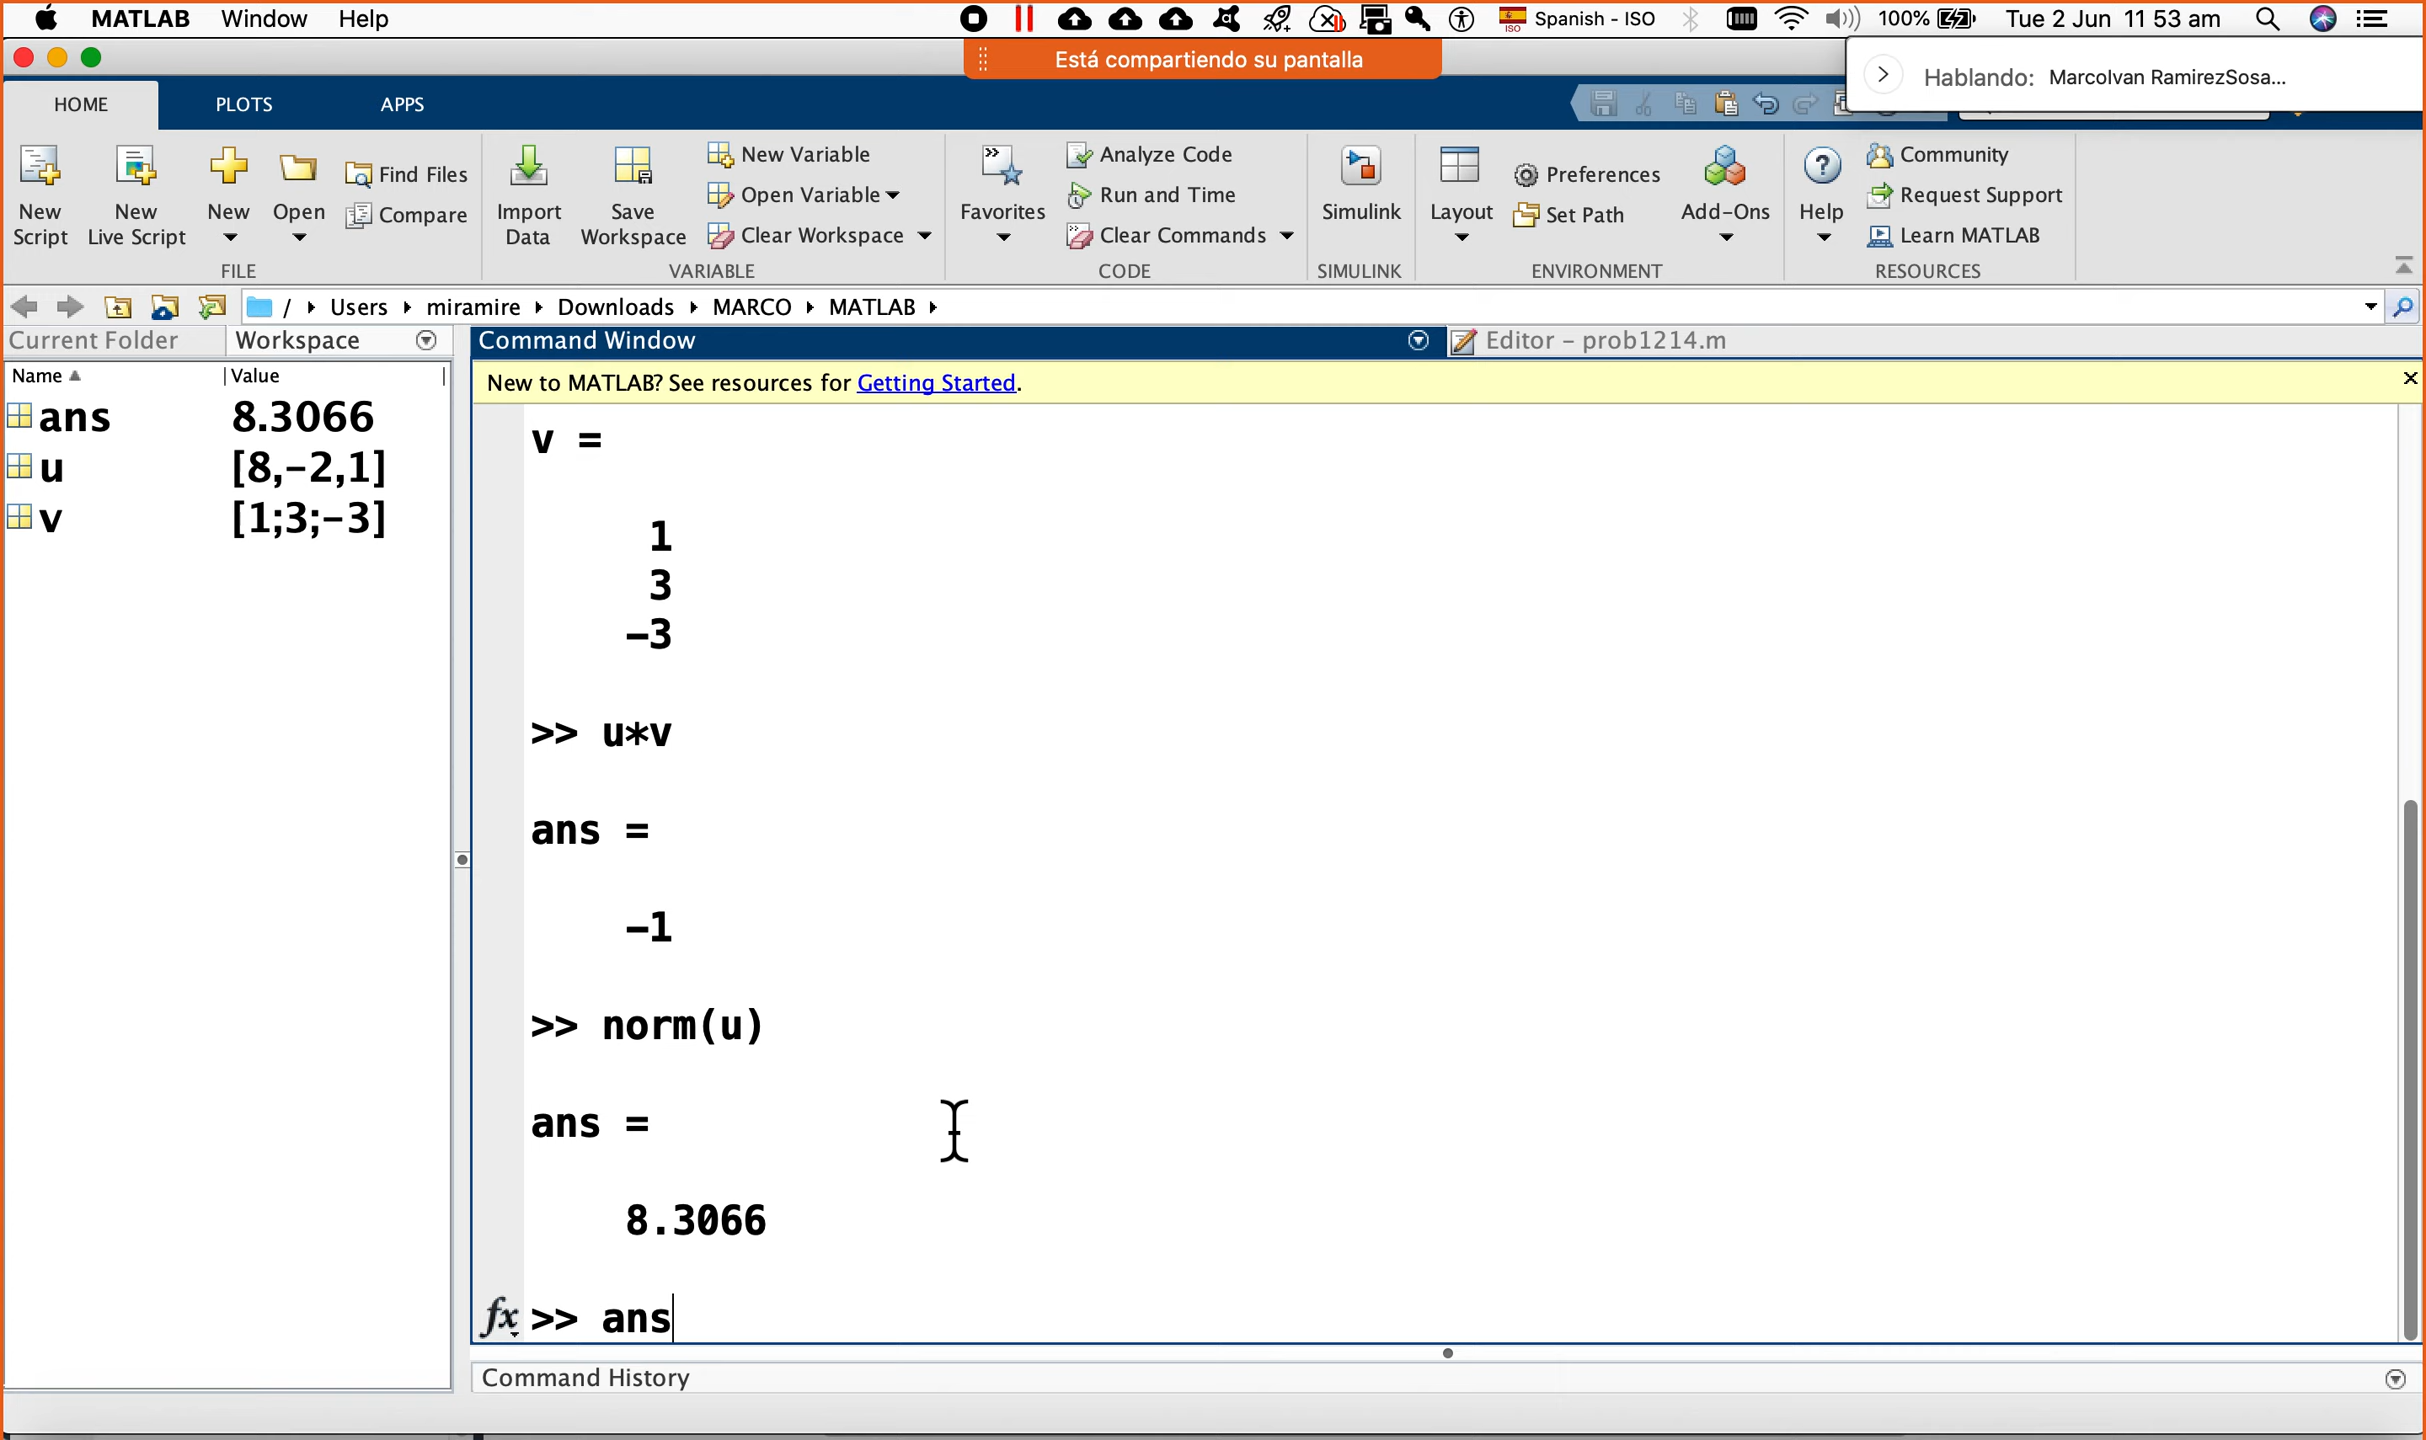 MATLAB Window Help Spanish - ISO 100% Tue 2 Jun 11 53 am
Está compartiendo su pantalla
Hablando: MarcoIvan RamirezSosa...
HOME PLOTS APPS
New Script
New Live Script
New
Open
Find Files
Compare
FILE
Import Data
Save Workspace
New Variable
Open Variable
Clear Workspace
VARIABLE
Favorites
Analyze Code
Run and Time
Clear Commands
CODE
Simulink
SIMULINK
Layout
Preferences
Set Path
Add-Ons
ENVIRONMENT
Help
Community
Request Support
Learn MATLAB
RESOURCES
/ Users miramire Downloads MARCO MATLAB
Current Folder Workspace
Name Value
ans 8.3066
u [8,-2,1]
v [1;3;-3]
Command Window
Editor - prob1214.m
New to MATLAB? See resources for Getting Started.
v =
1
3
-3
>> u*v
ans =
-1
>> norm(u)
ans =
8.3066
fx >> ans
Command History